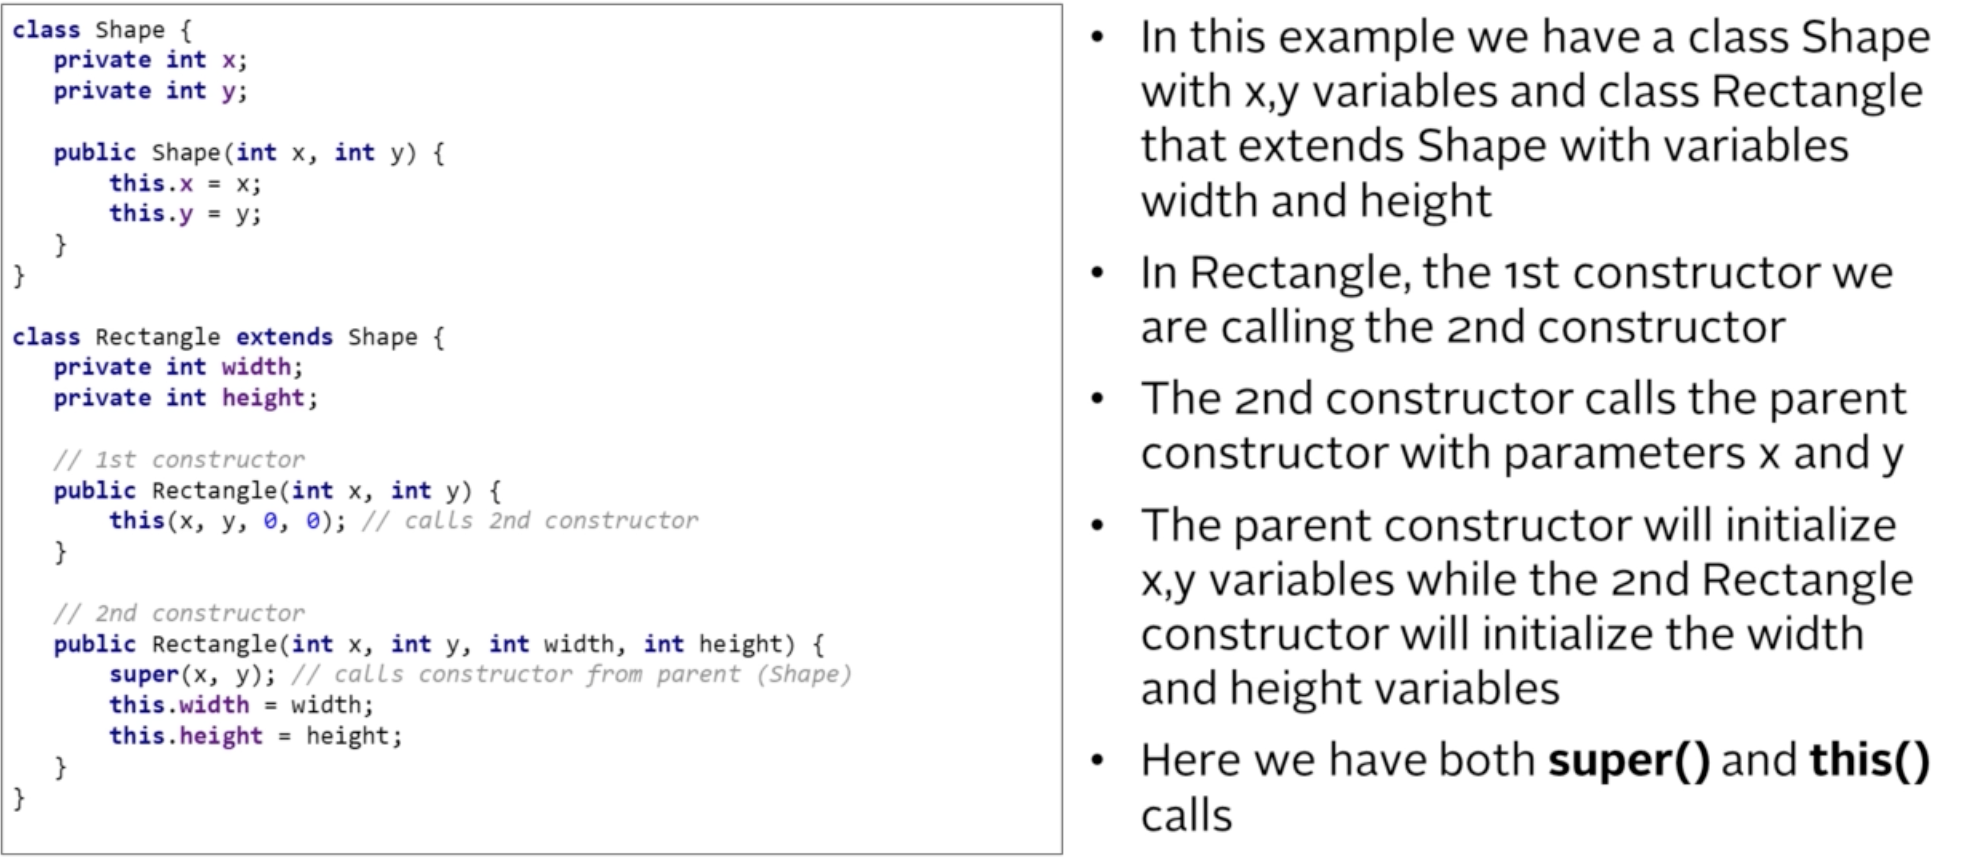 class Shape {
private int x;
private int y;
public Shape(int x, int y) {
this.x = x;
this.y = y;
}
}
class Rectangle extends Shape {
private int width;
private int height;
// 1st constructor
public Rectangle(int x, int y) {
this(x, y, 0, 0); // calls 2nd constructor
}
// 2nd constructor
public Rectangle(int x, int y, int width, int height) {
super(x, y); // calls constructor from parent (Shape)
this.width = width;
this.height = height;
}
}
• In this example we have a class Shape
with x,y variables and class Rectangle
that extends Shape with variables
width and height
• In Rectangle, the 1st constructor we
are calling the 2nd constructor
• The 2nd constructor calls the parent
constructor with parameters x and y
• The parent constructor will initialize
x,y variables while the 2nd Rectangle
constructor will initialize the width
and height variables
• Here we have both super() and this()
calls